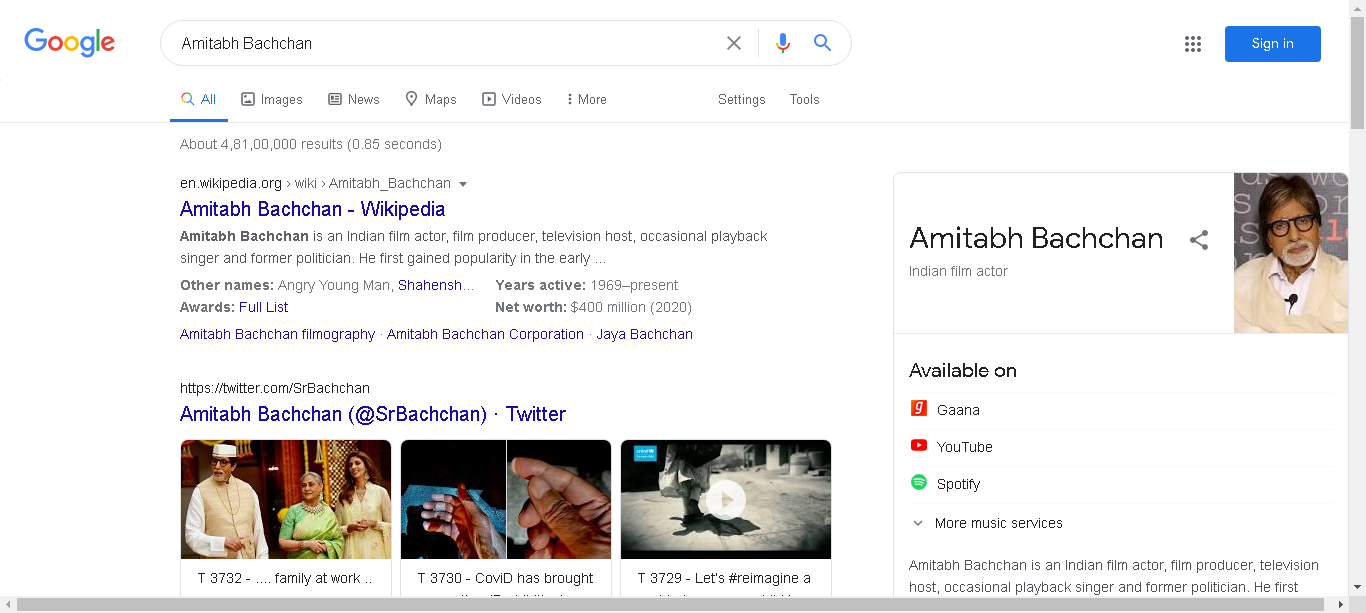 Google
Amitabh Bachchan
Sign in
All
Images
News
Maps
Videos
More
Settings
Tools
About 4,81,00,000 results (0.85 seconds)
en.wikipedia.org › wiki › Amitabh_Bachchan
Amitabh Bachchan - Wikipedia
Amitabh Bachchan is an Indian film actor, film producer, television host, occasional playback
singer and former politician. He first gained popularity in the early ...
Other names: Angry Young Man, Shahensh...
Years active: 1969–present
Awards: Full List
Net worth: $400 million (2020)
Amitabh Bachchan filmography · Amitabh Bachchan Corporation · Jaya Bachchan
https://twitter.com/SrBachchan
Amitabh Bachchan (@SrBachchan) · Twitter
T 3732 - .... family at work ..
T 3730 - CoviD has brought
T 3729 - Let's #reimagine a
Amitabh Bachchan
Indian film actor
Available on
Gaana
YouTube
Spotify
More music services
Amitabh Bachchan is an Indian film actor, film producer, television
host, occasional playback singer and former politician. He first